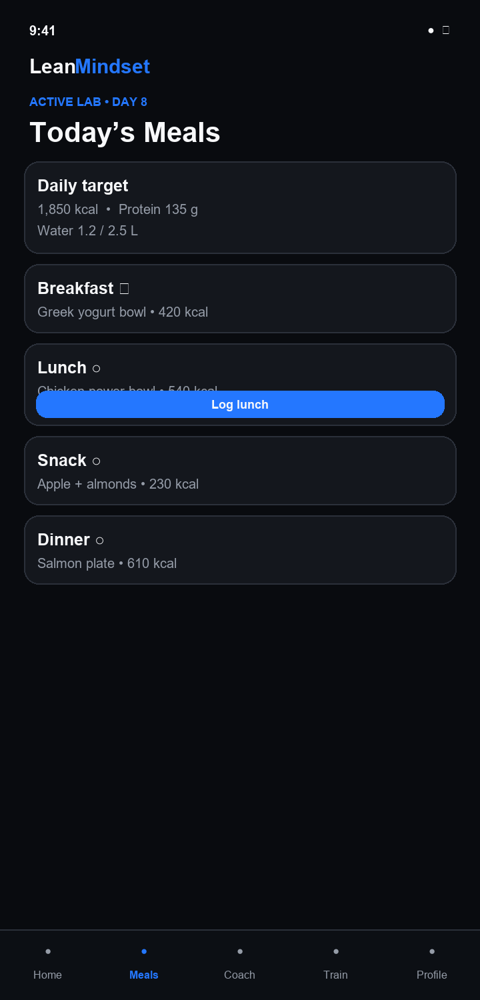 9:41
LeanMindset
ACTIVE LAB • DAY 8
Today’s Meals
Daily target
1,850 kcal • Protein 135 g
Water 1.2 / 2.5 L
Breakfast
Greek yogurt bowl • 420 kcal
Lunch ○
Chicken power bowl • 540 kcal
Log lunch
Snack ○
Apple + almonds • 230 kcal
Dinner ○
Salmon plate • 610 kcal
Home
Meals
Coach
Train
Profile